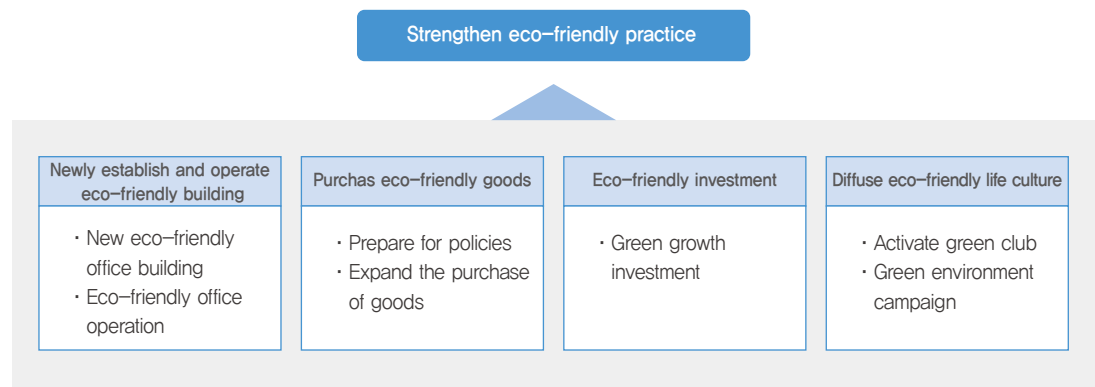 Strengthen eco-friendly practice
Newly establish and operate
eco-friendly building
· New eco-friendly
office building
· Eco-friendly office
operation
Purchas eco-friendly goods
· Prepare for policies
· Expand the purchase
of goods
Eco-friendly investment
· Green growth
investment
Diffuse eco-friendly life culture
· Activate green club
· Green environment
campaign